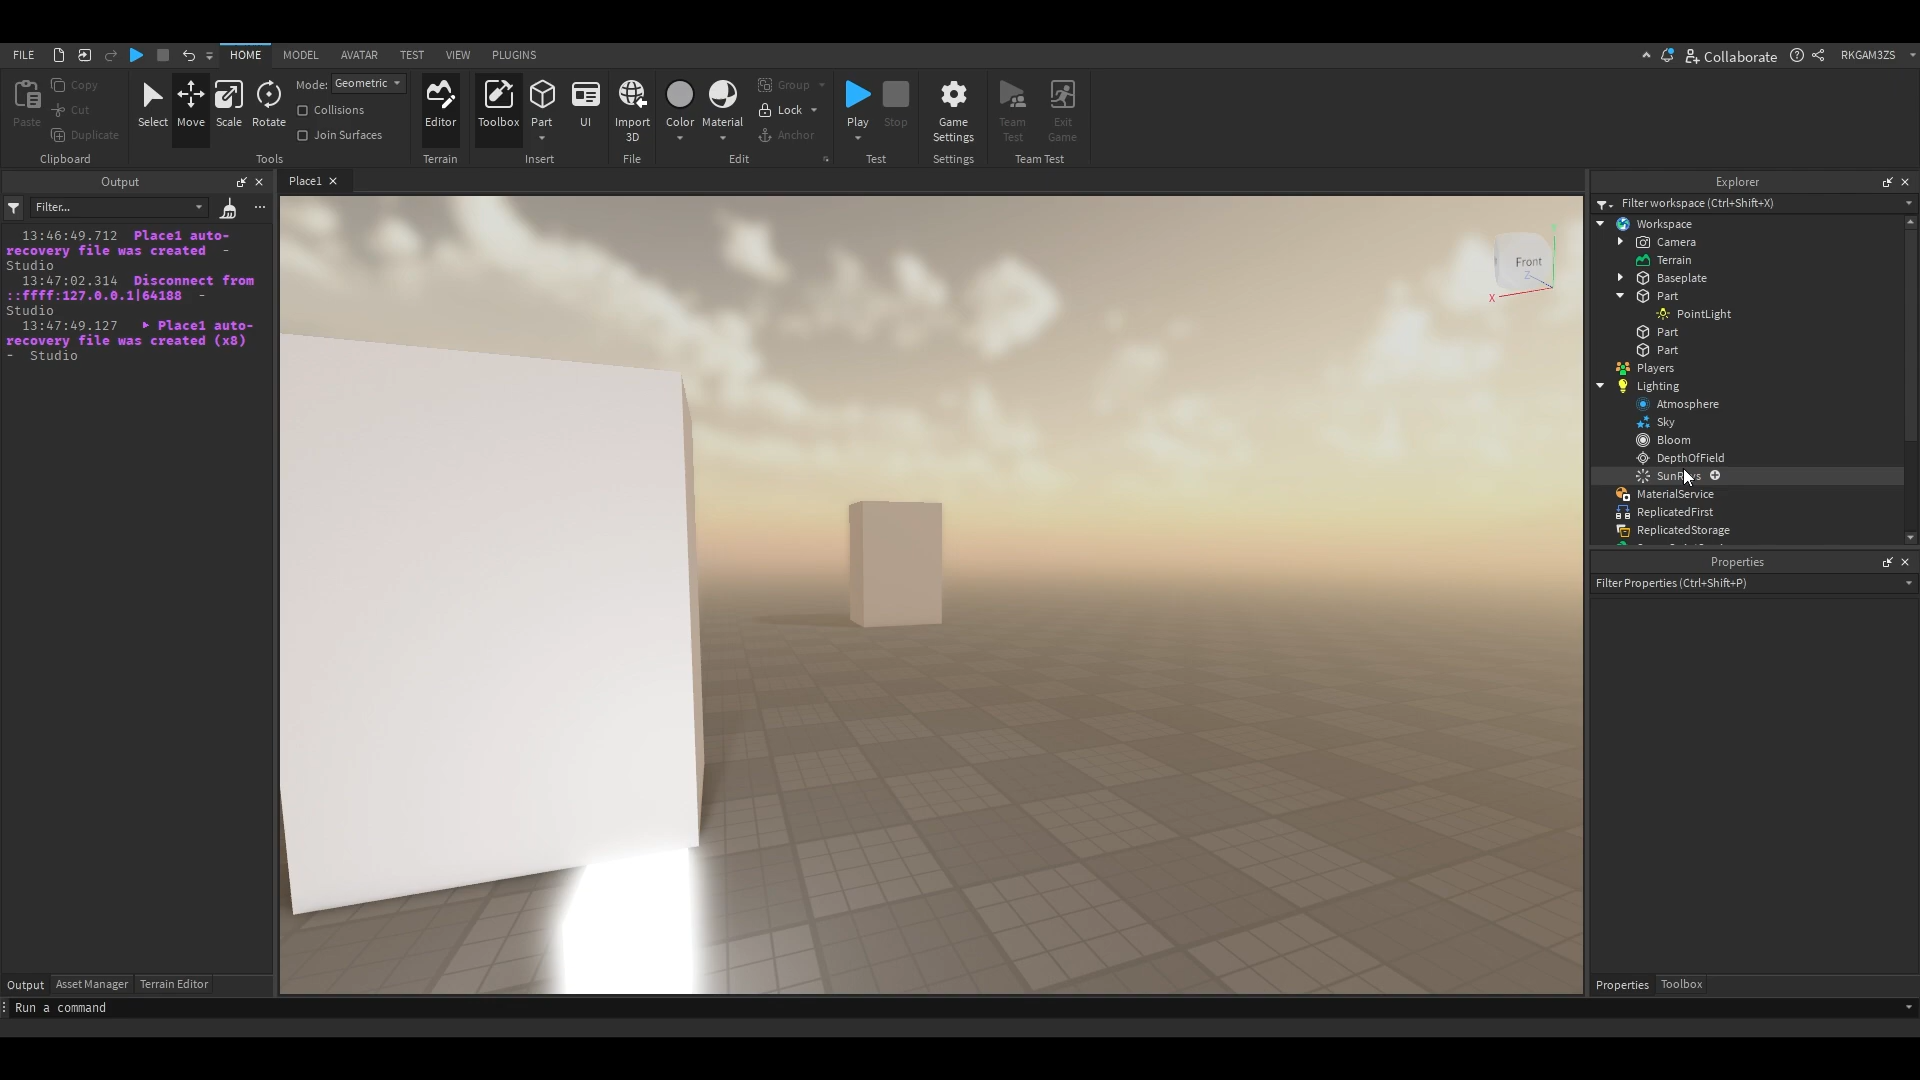 FILE
HOME
MODEL
AVATAR
TEST
VIEW
PLUGINS
Collaborate
RKGAM3ZS
Paste
Copy
Cut
Duplicate
Clipboard
Select
Move
Scale
Rotate
Mode: Geometric
Collisions
Join Surfaces
Tools
Editor
Terrain
Toolbox
Part
UI
Insert
Import
3D
File
Color
Material
Group
Lock
Anchor
Edit
Play
Stop
Test
Game
Settings
Settings
Team
Test
Exit
Game
Team Test
Output
Filter...
13:46:49.712 Place1 auto-
recovery file was created -
Studio
13:47:02.314 Disconnect from
::ffff:127.0.0.1|64188 -
Studio
13:47:49.127 Place1 auto-
recovery file was created (x8)
- Studio
Place1
Front
X
Z
Explorer
Filter workspace (Ctrl+Shift+X)
Workspace
Camera
Terrain
Baseplate
Part
PointLight
Part
Part
Players
Lighting
Atmosphere
Sky
Bloom
DepthOfField
MaterialService
ReplicatedFirst
ReplicatedStorage
Properties
Filter Properties (Ctrl+Shift+P)
Output
Asset Manager
Terrain Editor
Properties
Toolbox
Run a command